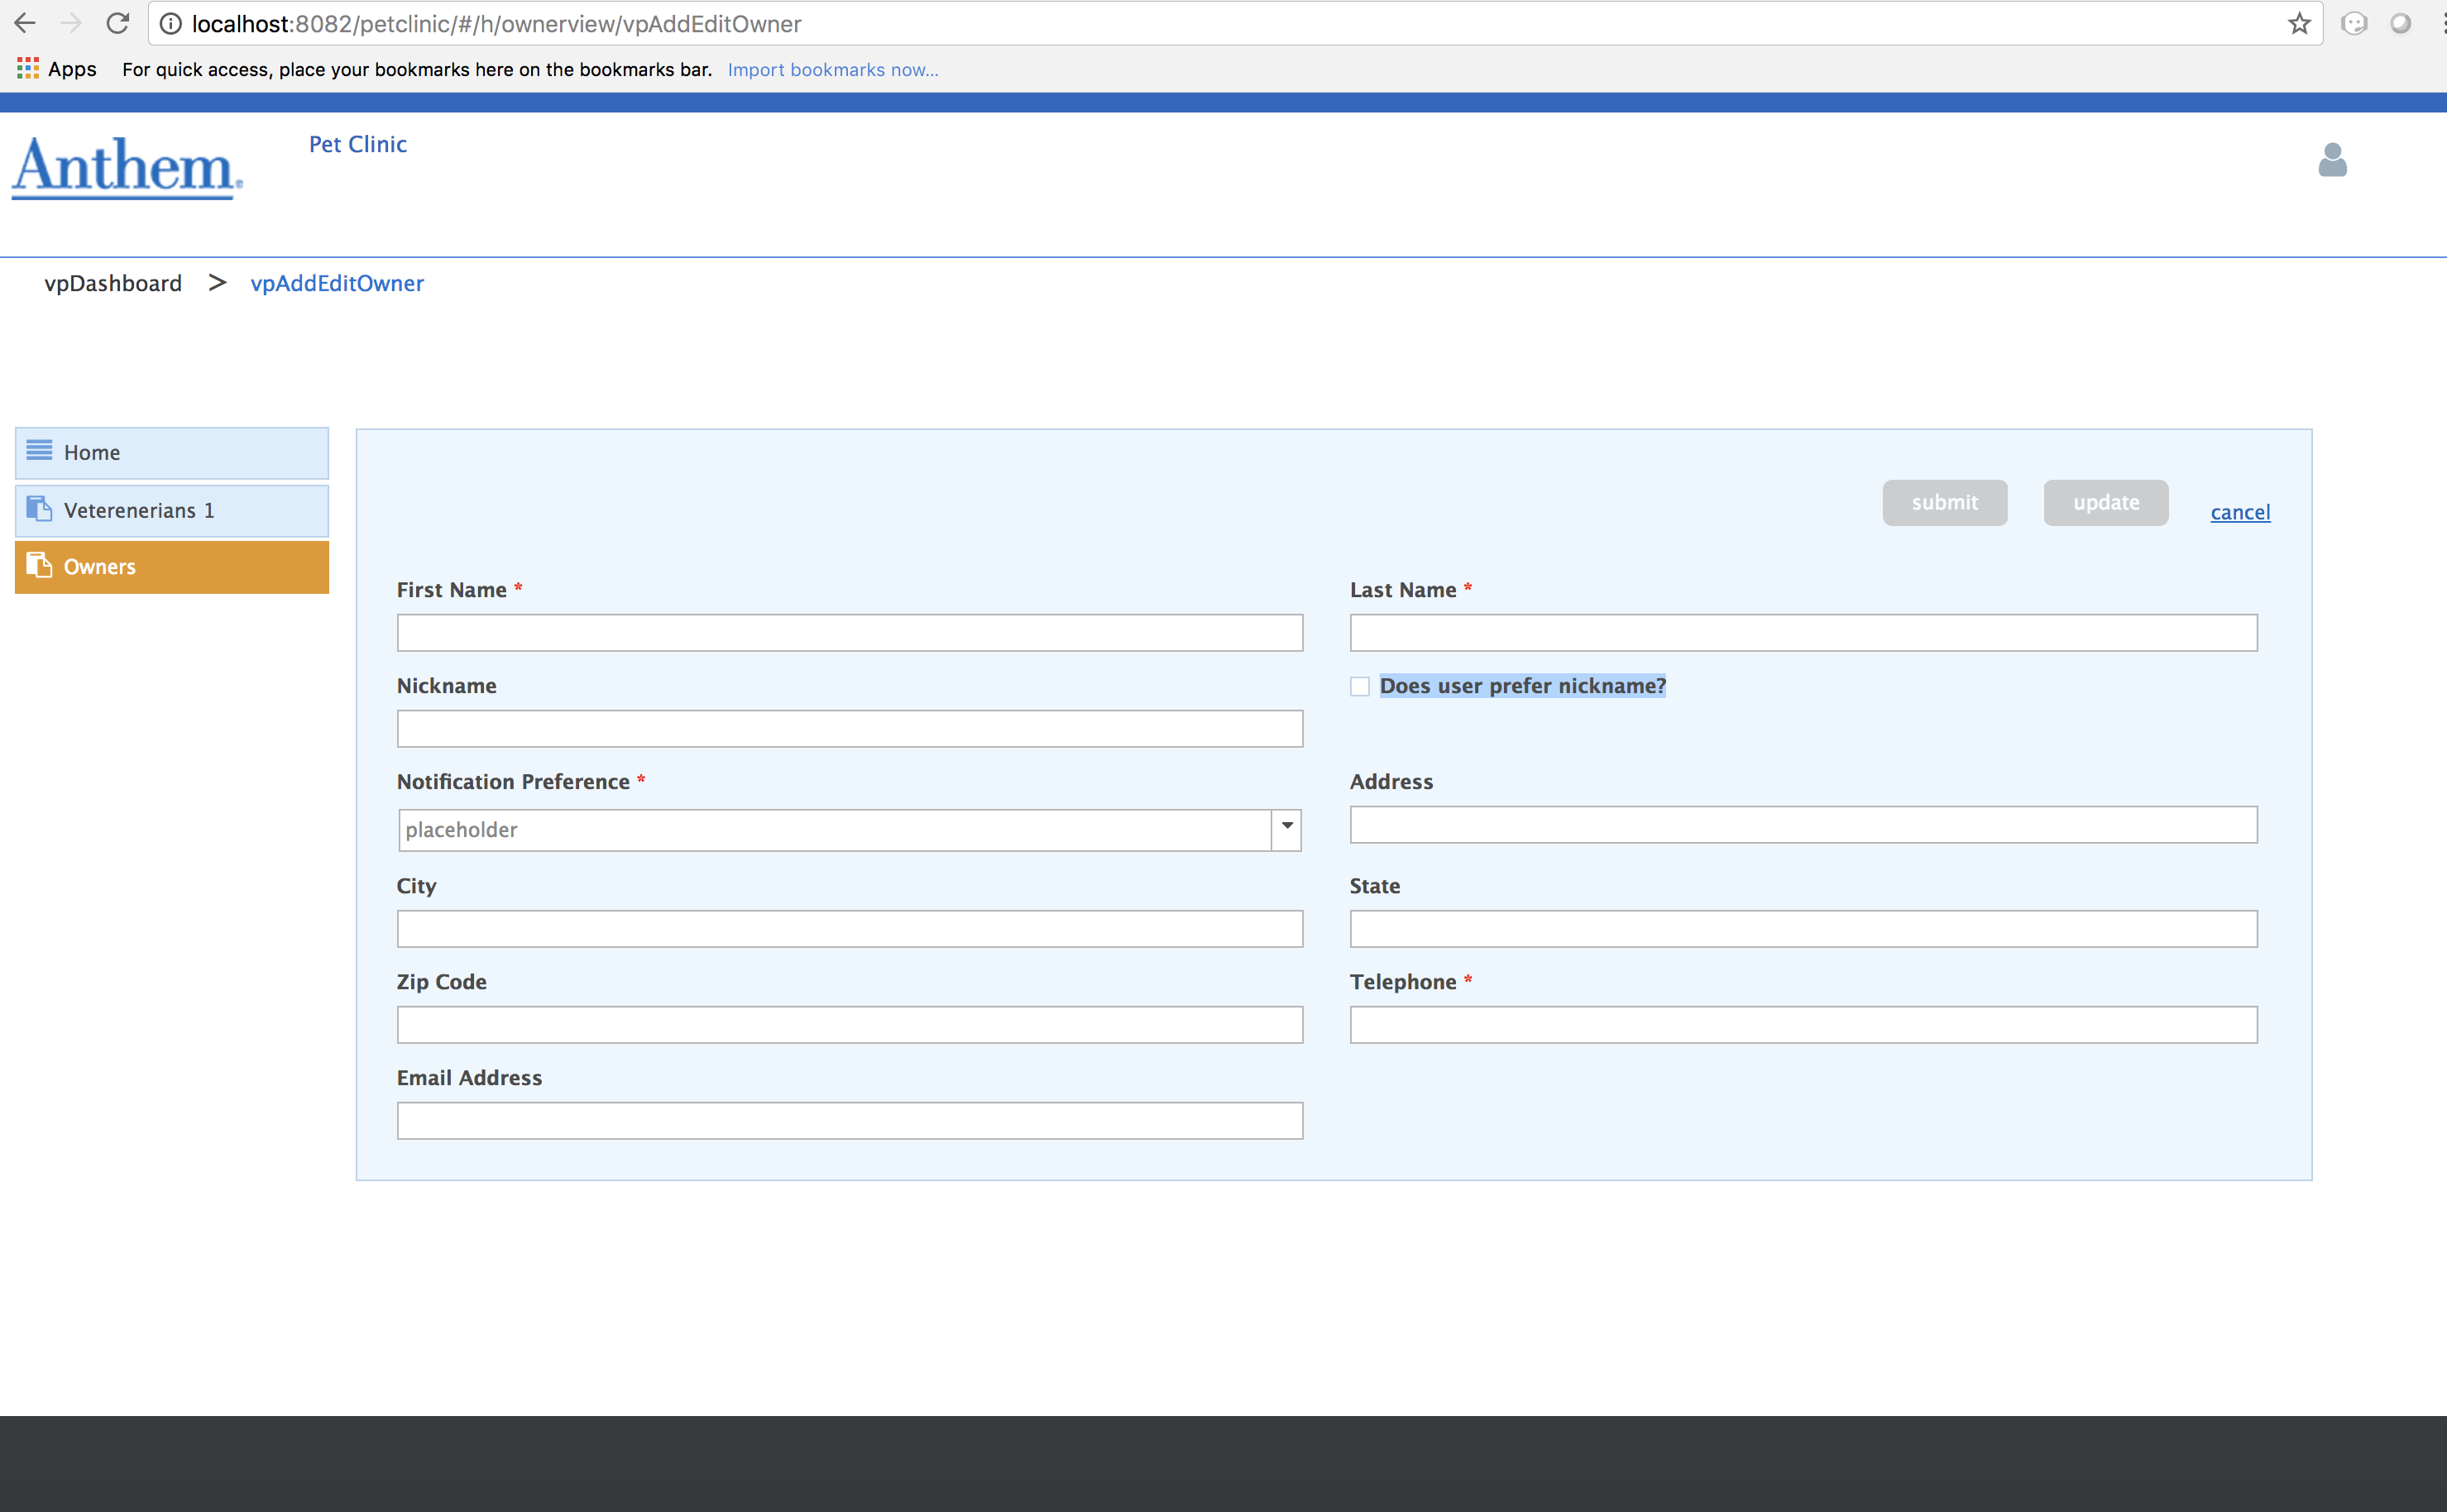 localhost:8082/petclinic/#/h/ownerview/vpAddEditOwner
Apps For quick access, place your bookmarks here on the bookmarks bar. Import bookmarks now...
Anthem®
Pet Clinic
vpDashboard > vpAddEditOwner
Home
Veterenerians 1
Owners
submit update cancel
First Name * Last Name *
Nickname Does user prefer nickname?
Notification Preference * Address
placeholder
City State
Zip Code Telephone *
Email Address